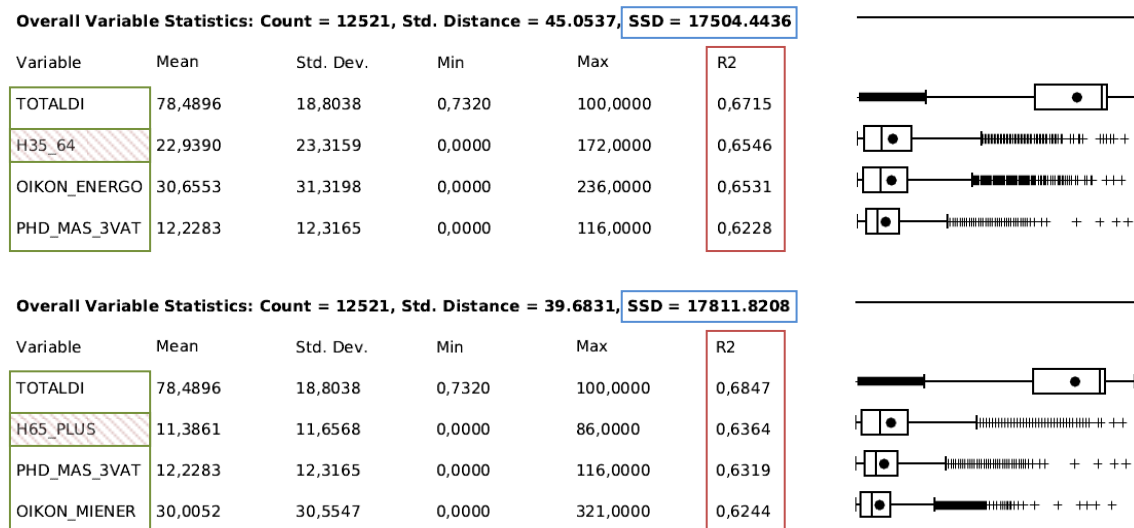 Overall Variable Statistics: Count = 12521, Std. Distance = 45.0537, SSD = 17504.4436
Variable Mean Std. Dev. Min Max R2
TOTALDI 78,4896 18,8038 0,7320 100,0000 0,6715
H35_64 22,9390 23,3159 0,0000 172,0000 0,6546
OIKON_ENERGO 30,6553 31,3198 0,0000 236,0000 0,6531
PHD_MAS_3VAT 12,2283 12,3165 0,0000 116,0000 0,6228
Overall Variable Statistics: Count = 12521, Std. Distance = 39.6831, SSD = 17811.8208
Variable Mean Std. Dev. Min Max R2
TOTALDI 78,4896 18,8038 0,7320 100,0000 0,6847
H65_PLUS 11,3861 11,6568 0,0000 86,0000 0,6364
PHD_MAS_3VAT 12,2283 12,3165 0,0000 116,0000 0,6319
OIKON_MIENER 30,0052 30,5547 0,0000 321,0000 0,6244